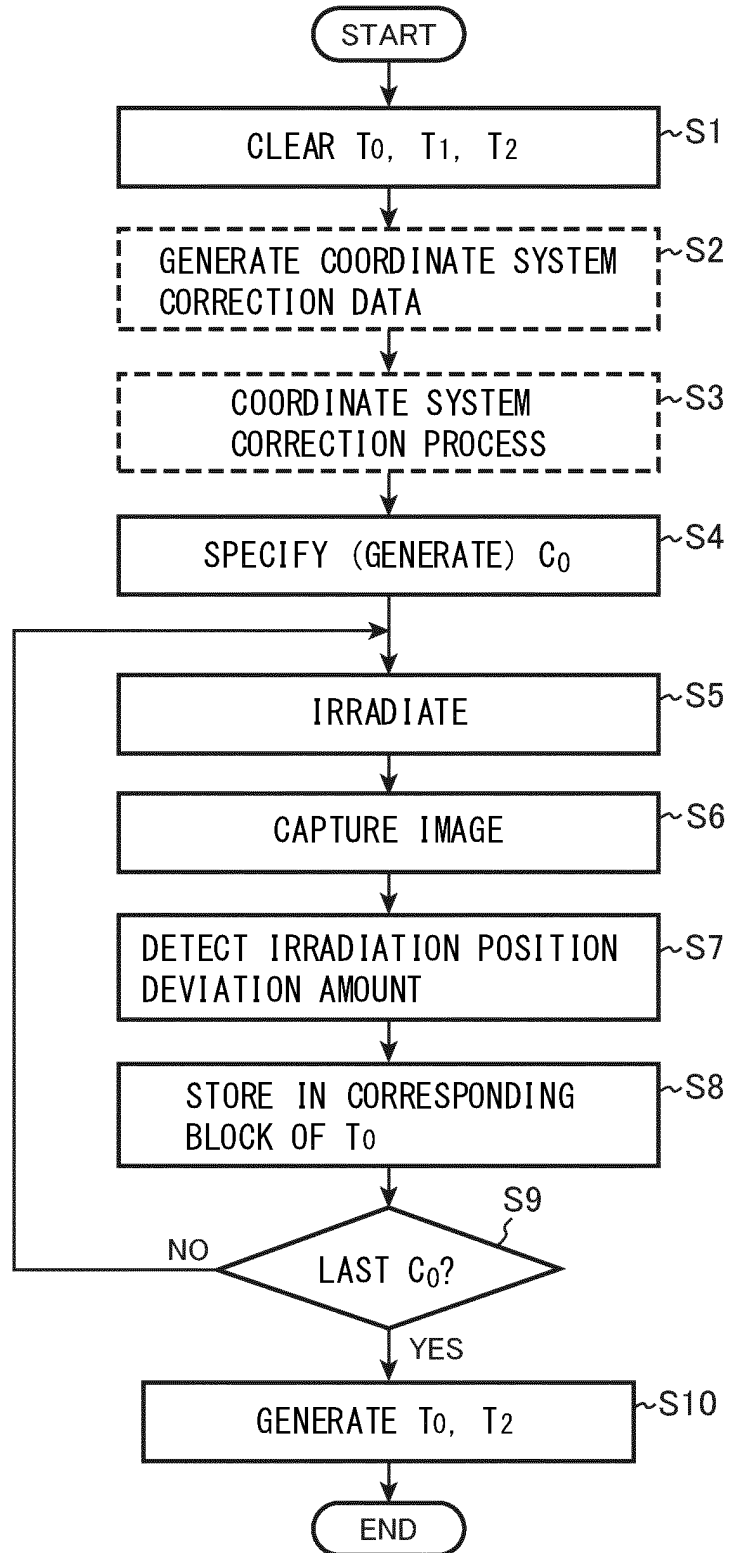 START
CLEAR T0, T1, T2
S1
GENERATE COORDINATE SYSTEM
CORRECTION DATA
S2
COORDINATE SYSTEM
CORRECTION PROCESS
S3
SPECIFY (GENERATE) C0
S4
IRRADIATE
S5
CAPTURE IMAGE
S6
DETECT IRRADIATION POSITION
DEVIATION AMOUNT
S7
STORE IN CORRESPONDING
BLOCK OF T0
S8
S9
NO
LAST C0?
YES
GENERATE T0, T2
S10
END